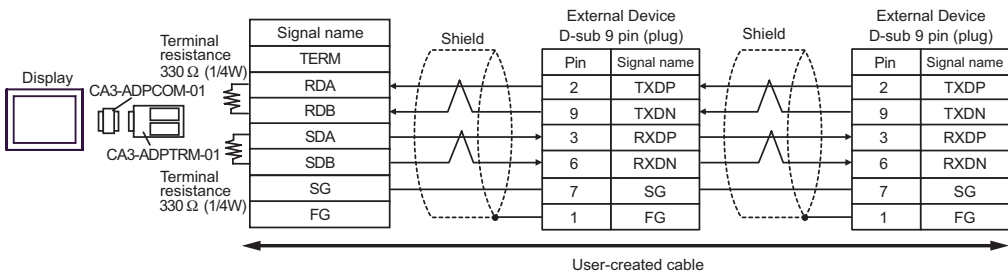 Display
CA3-ADPCOM-01
CA3-ADPTRM-01
Terminal
resistance
330 Ω (1/4W)
Terminal
resistance
330 Ω (1/4W)
Signal name
TERM
RDA
RDB
SDA
SDB
SG
FG
Shield
External Device
D-sub 9 pin (plug)
Pin Signal name
2 TXDP
9 TXDN
3 RXDP
6 RXDN
7 SG
1 FG
Shield
External Device
D-sub 9 pin (plug)
Pin Signal name
2 TXDP
9 TXDN
3 RXDP
6 RXDN
7 SG
1 FG
User-created cable